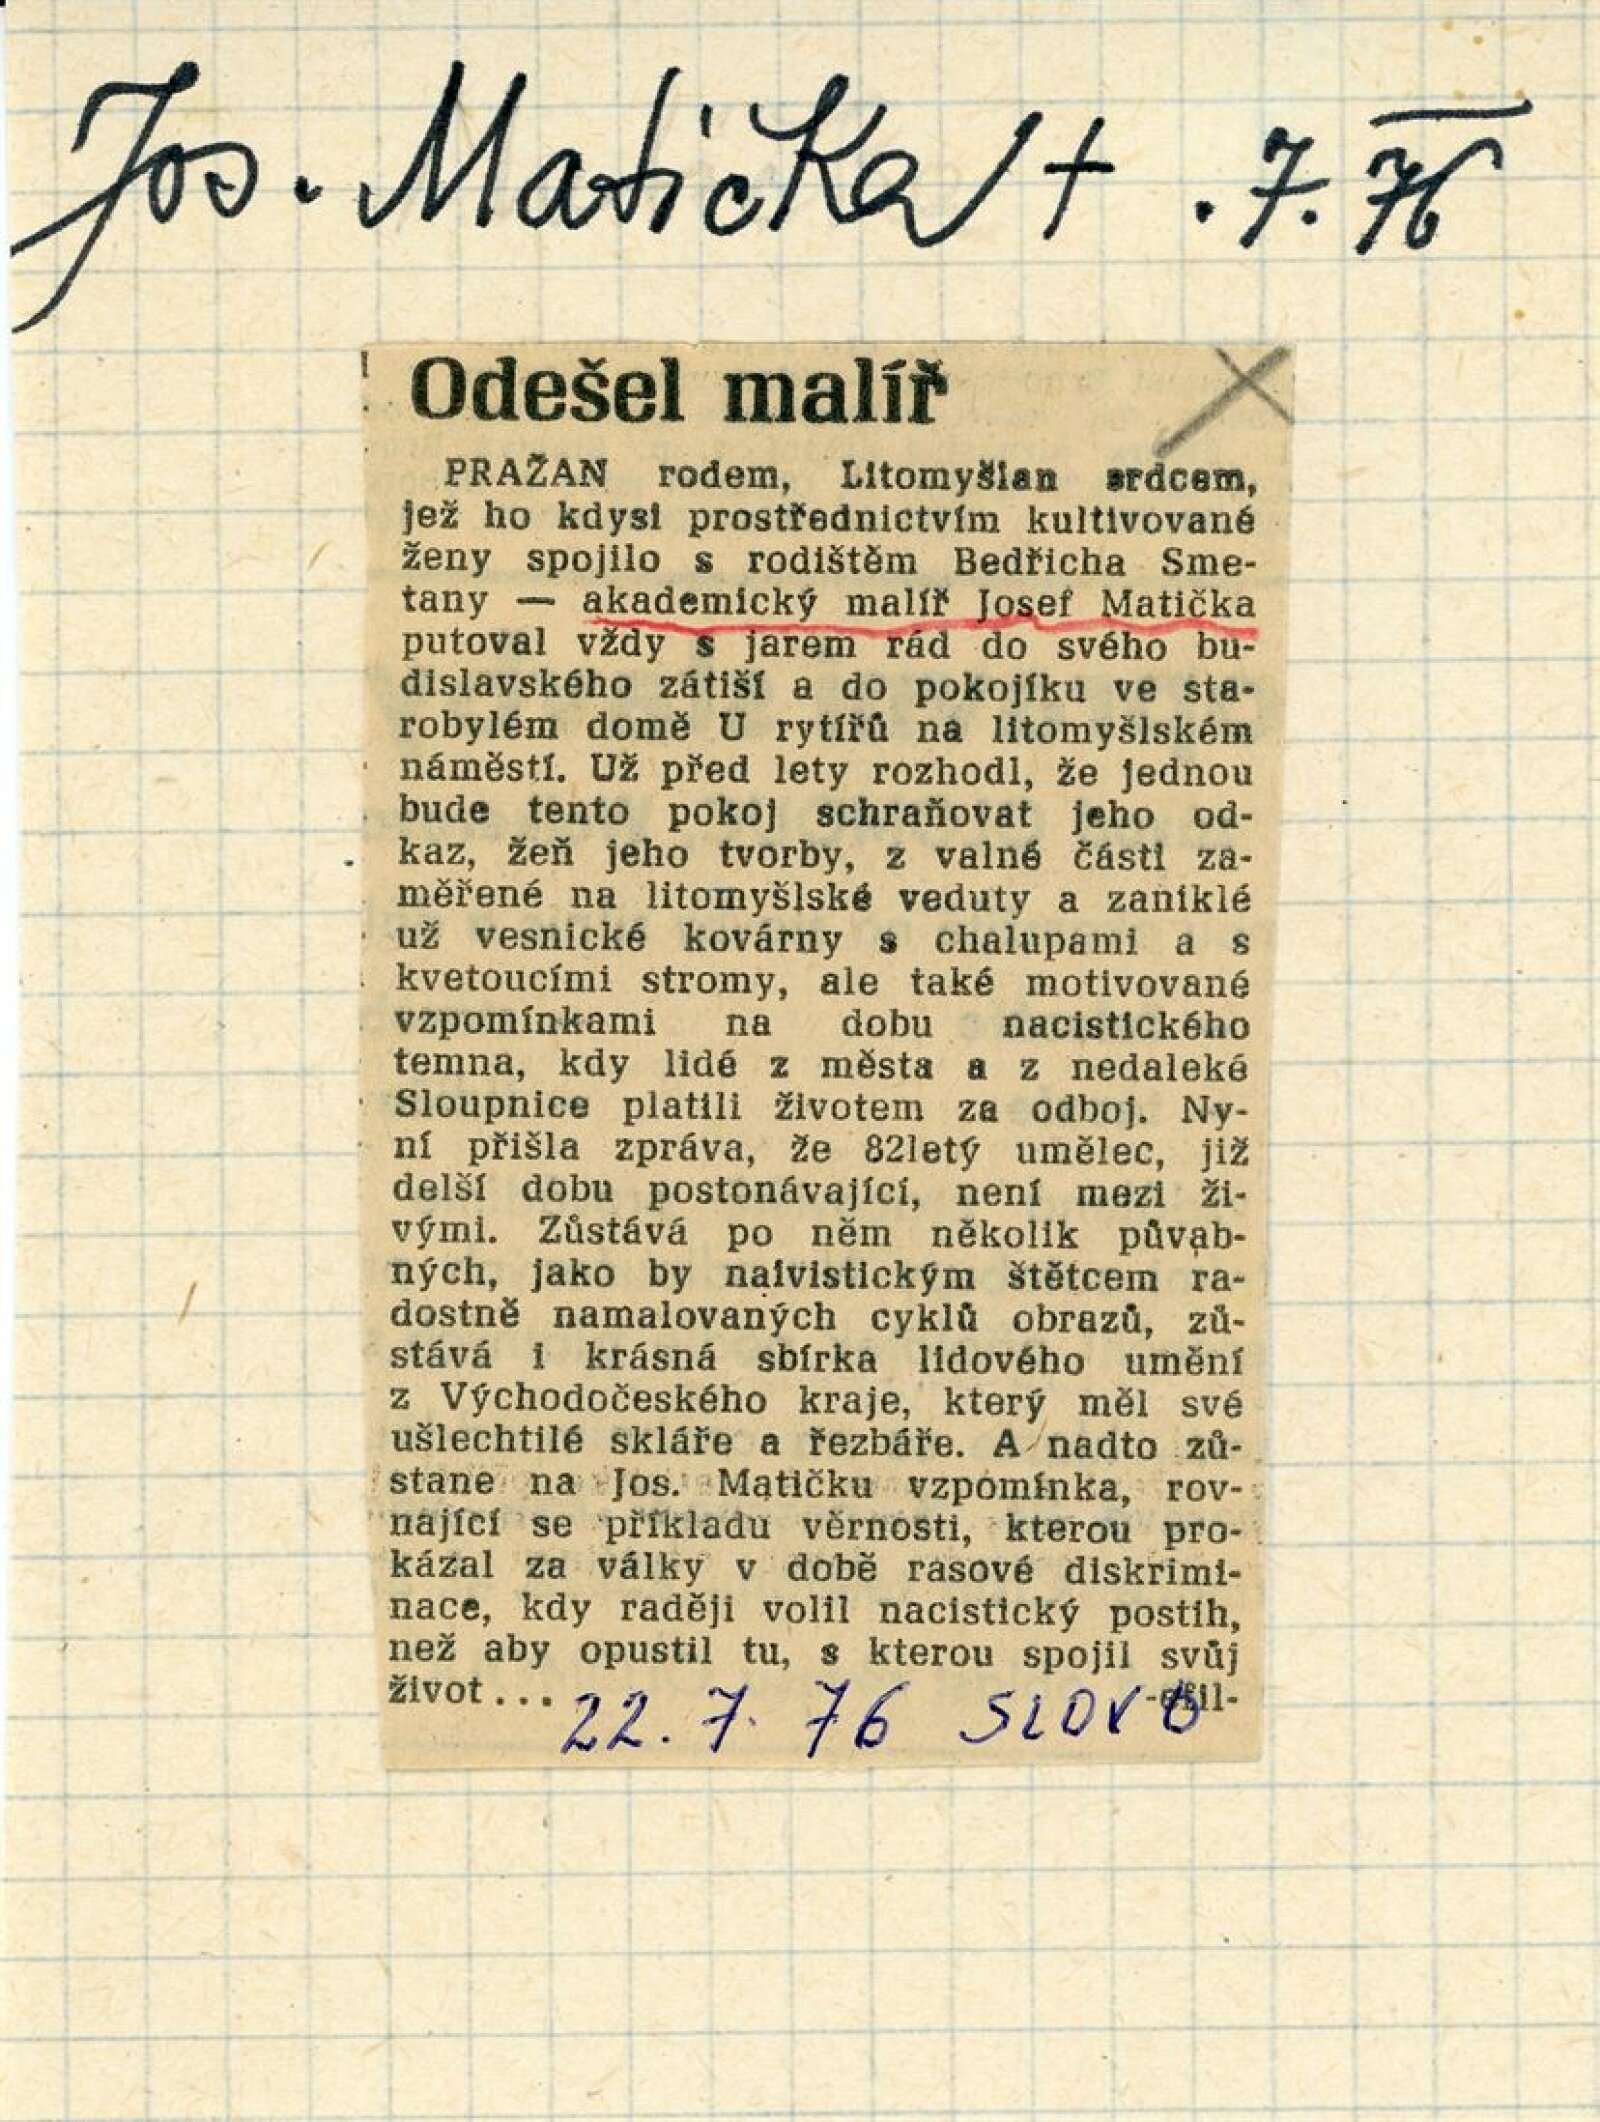 Jos. Matička + .7.76
Odešel malíř
PRAŽAN rodem, Litomyšlan srdcem,
jež ho kdysi prostřednictvím kultivované
ženy spojilo s rodištěm Bedřicha Sme-
tany — akademický malíř Josef Matička
putoval vždy s jarem rád do svého bu-
dislavského zátiší a do pokojíku ve sta-
robylém domě U rytířů na litomyšlském
náměstí. Už před lety rozhodl, že jednou
bude tento pokoj schraňovat jeho od-
kaz, žeň jeho tvorby, z valné části za-
měřené na litomyšlské veduty a zaniklé
už vesnické kovárny s chalupami a s
kvetoucími stromy, ale také motivované
vzpomínkami na dobu nacistického
temna, kdy lidé z města a z nedaleké
Sloupnice platili životem za odboj. Ny-
ní přišla zpráva, že 82letý umělec, již
delší dobu postonávající, není mezi ži-
vými. Zůstává po něm několik půvab-
ných, jako by naivistickým štětcem ra-
dostně namalovaných cyklů obrazů, zů-
stává i krásná sbírka lidového umění
z Východočeského kraje, který měl své
ušlechtilé skláře a řezbáře. A nadto zů-
stane na Jos. Matičku vzpomínka, rov-
nající se příkladu věrnosti, kterou pro-
kázal za války v době rasové diskrimi-
nace, kdy raději volil nacistický postih,
než aby opustil tu, s kterou spojil svůj
život...
22. 7. 76 SLOVO